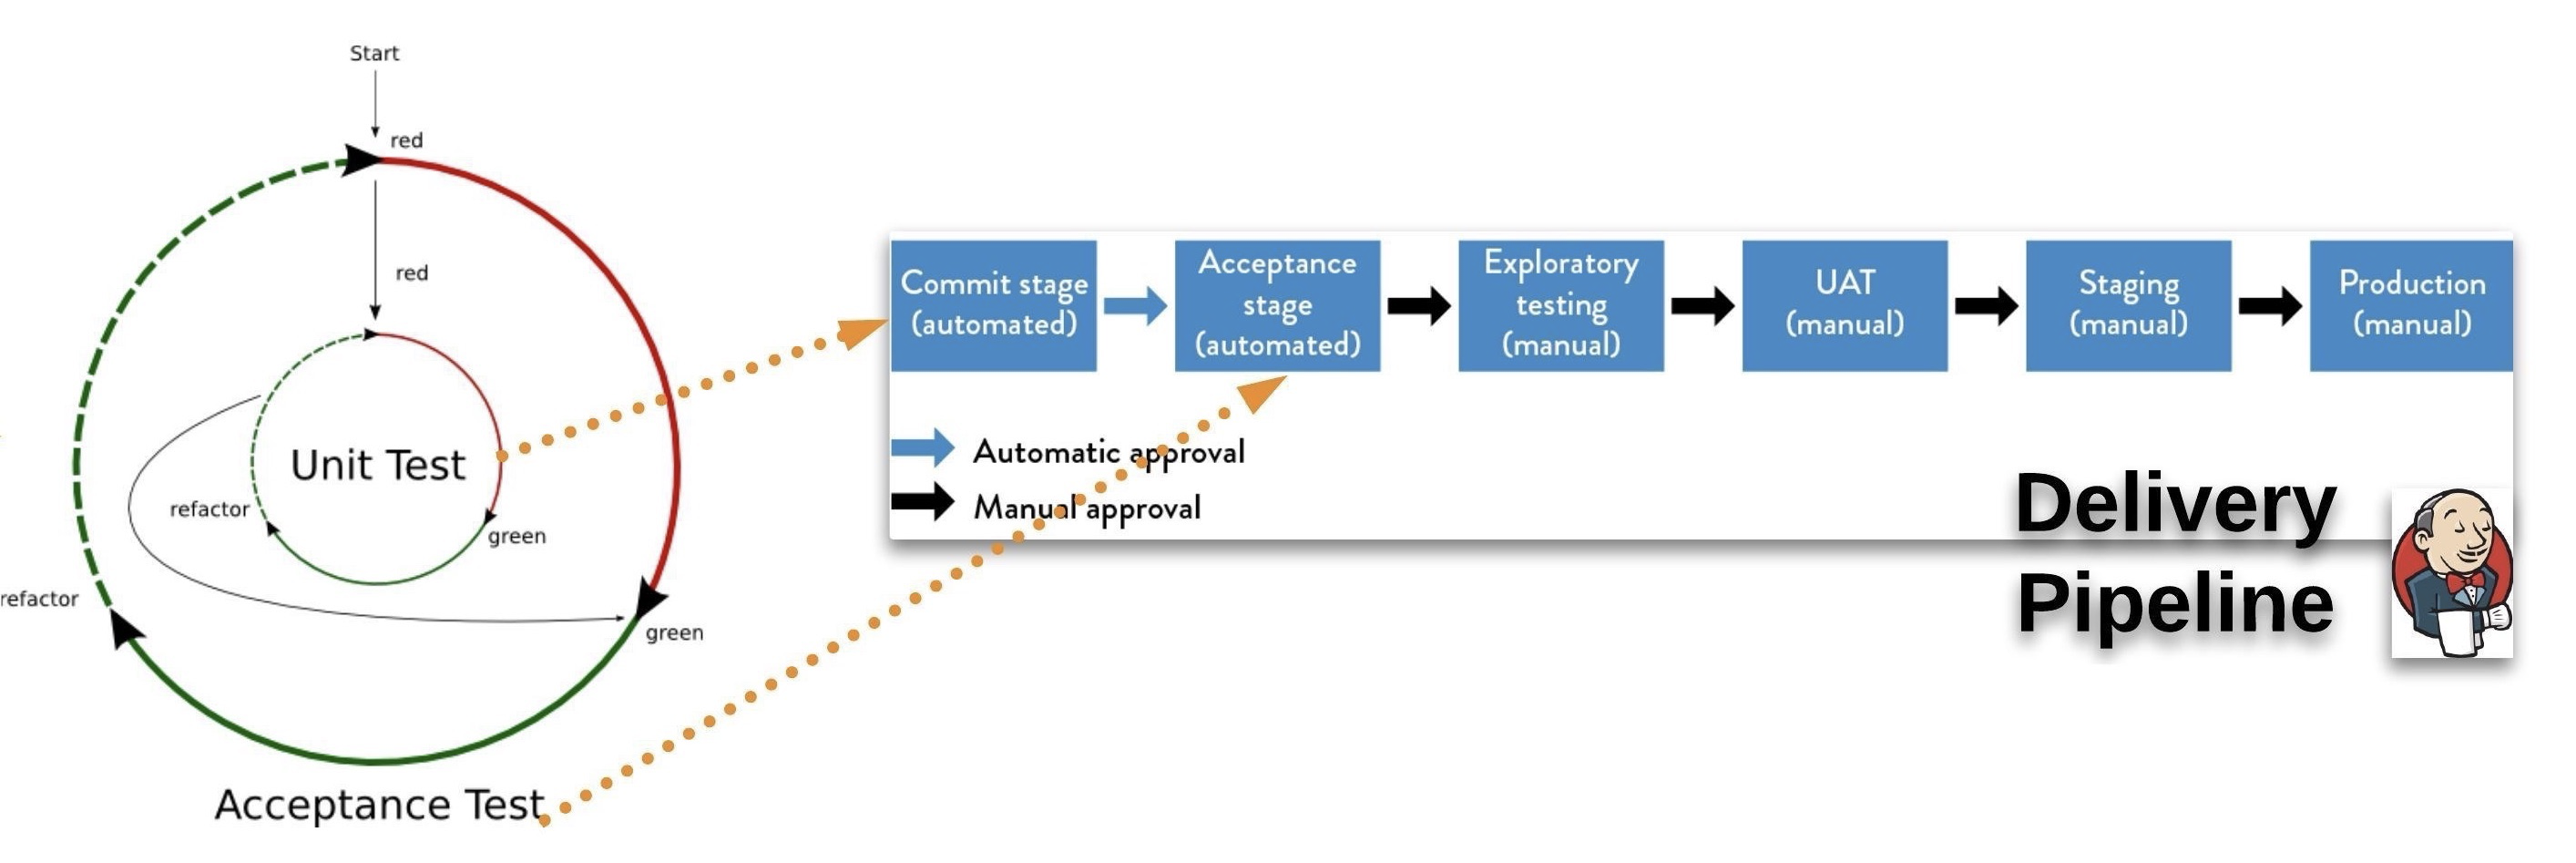 Start
red
red
Unit Test
refactor
green
refactor
green
Acceptance Test
Commit stage
(automated)
Acceptance
stage
(automated)
Exploratory
testing
(manual)
UAT
(manual)
Staging
(manual)
Production
(manual)
Automatic approval
Manual approval
Delivery
Pipeline